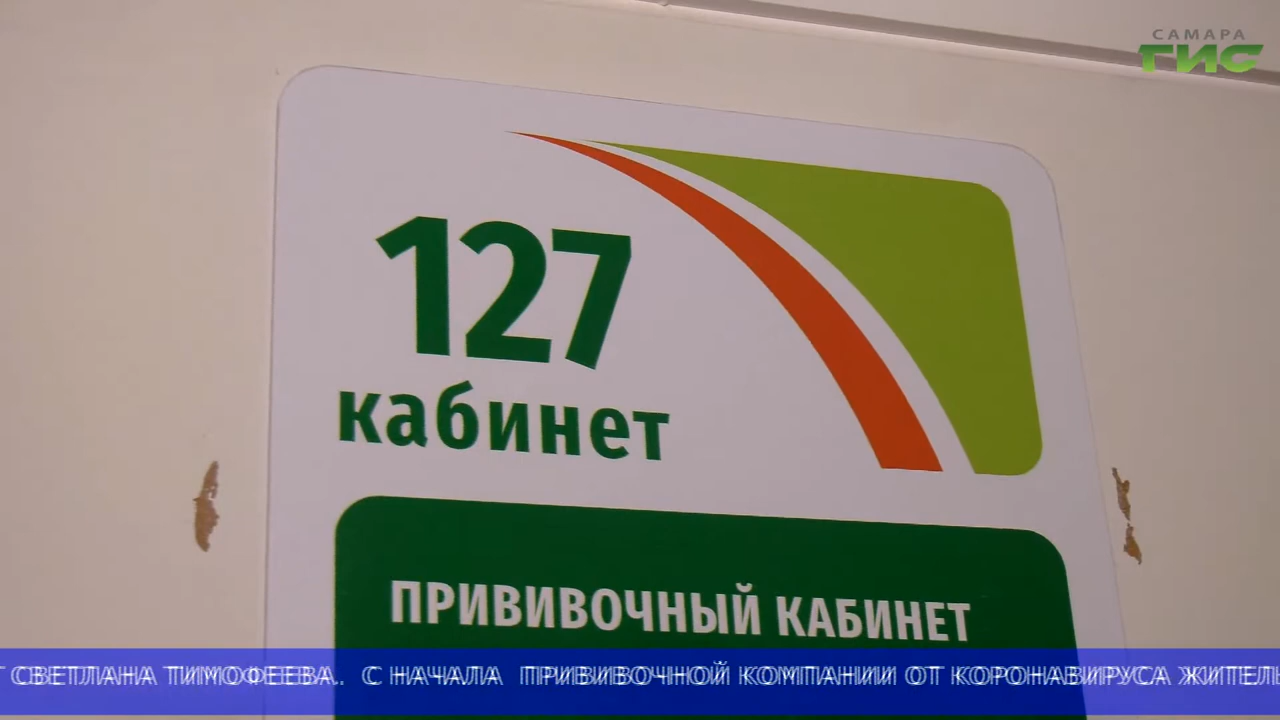 САМАРА
ГИС
127
кабинет
ПРИВИВОЧНЫЙ КАБИНЕТ
СВЕТЛАНА ТИМОФЕЕВА. С НАЧАЛА ПРИВИВОЧНОЙ КОМПАНИИ ОТ КОРОНАВИРУСА